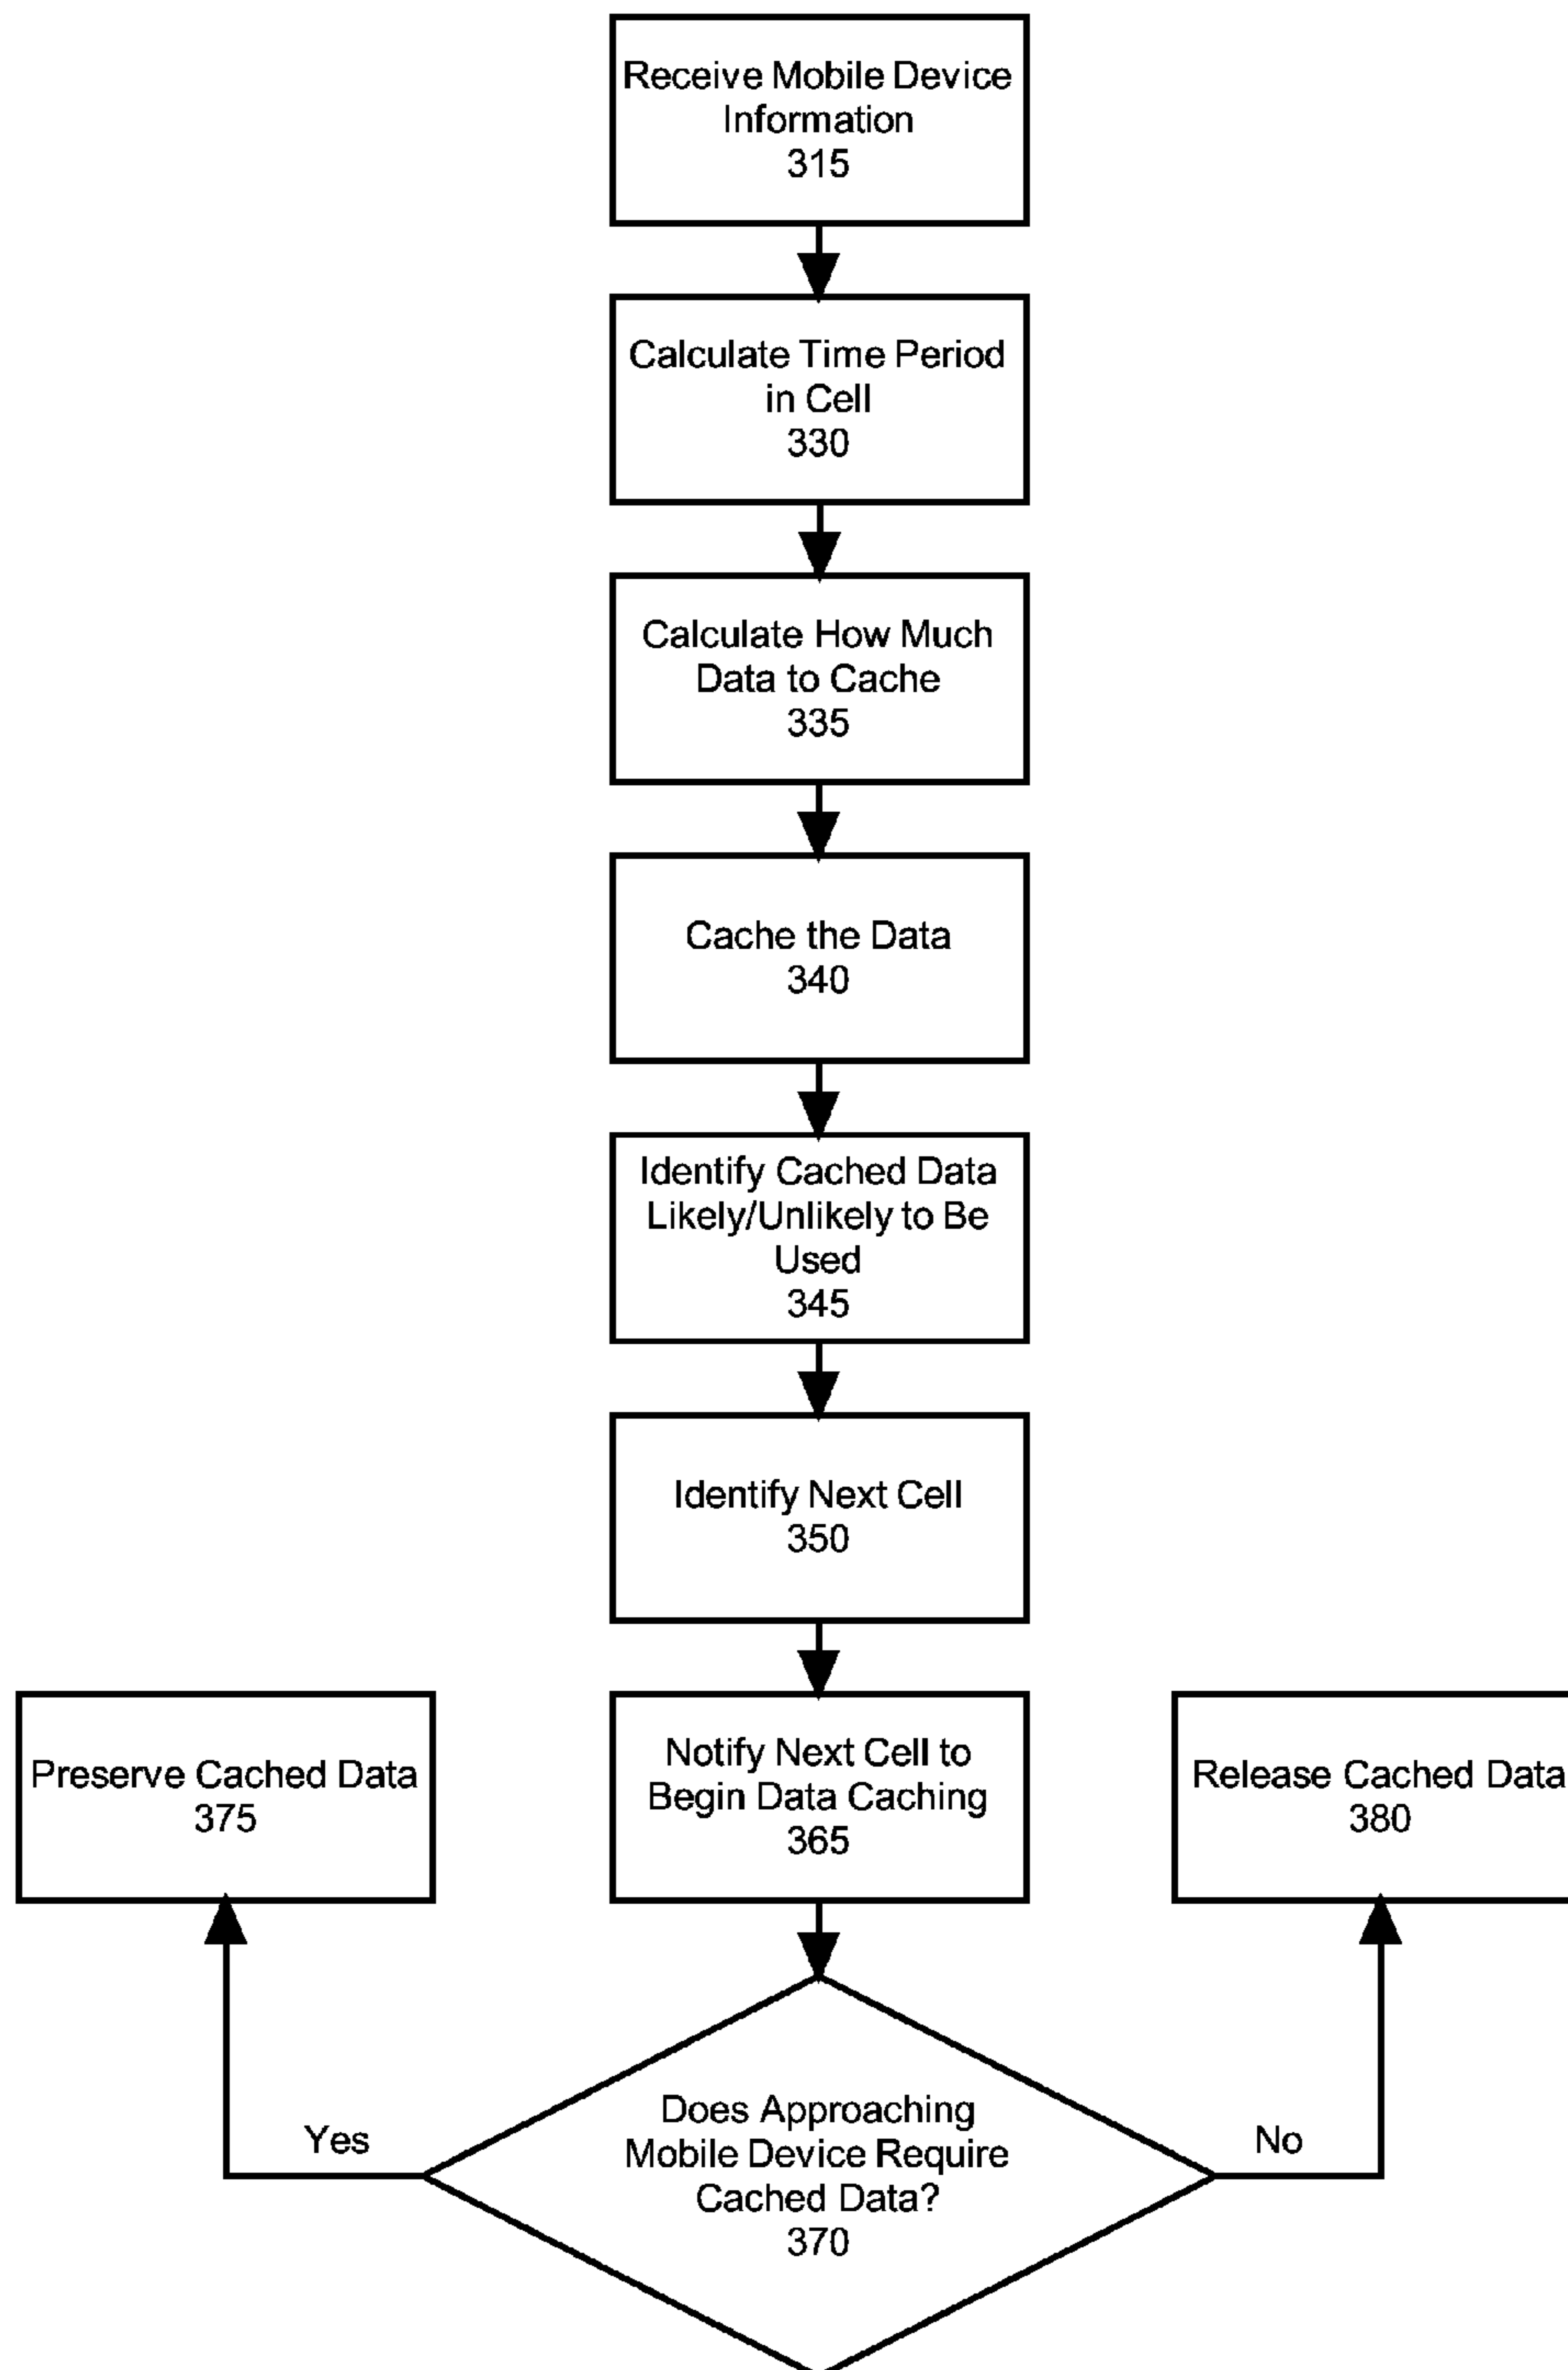 Receive Mobile Device
Information
315
Calculate Time Period
in Cell
330
Calculate How Much
Data to Cache
335
Cache the Data
340
Identify Cached Data
Likely/Unlikely to Be
Used
345
Identify Next Cell
350
Preserve Cached Data
375
Notify Next Cell to
Begin Data Caching
365
Release Cached Data
380
Yes
Does Approaching
Mobile Device Require
Cached Data?
370
No